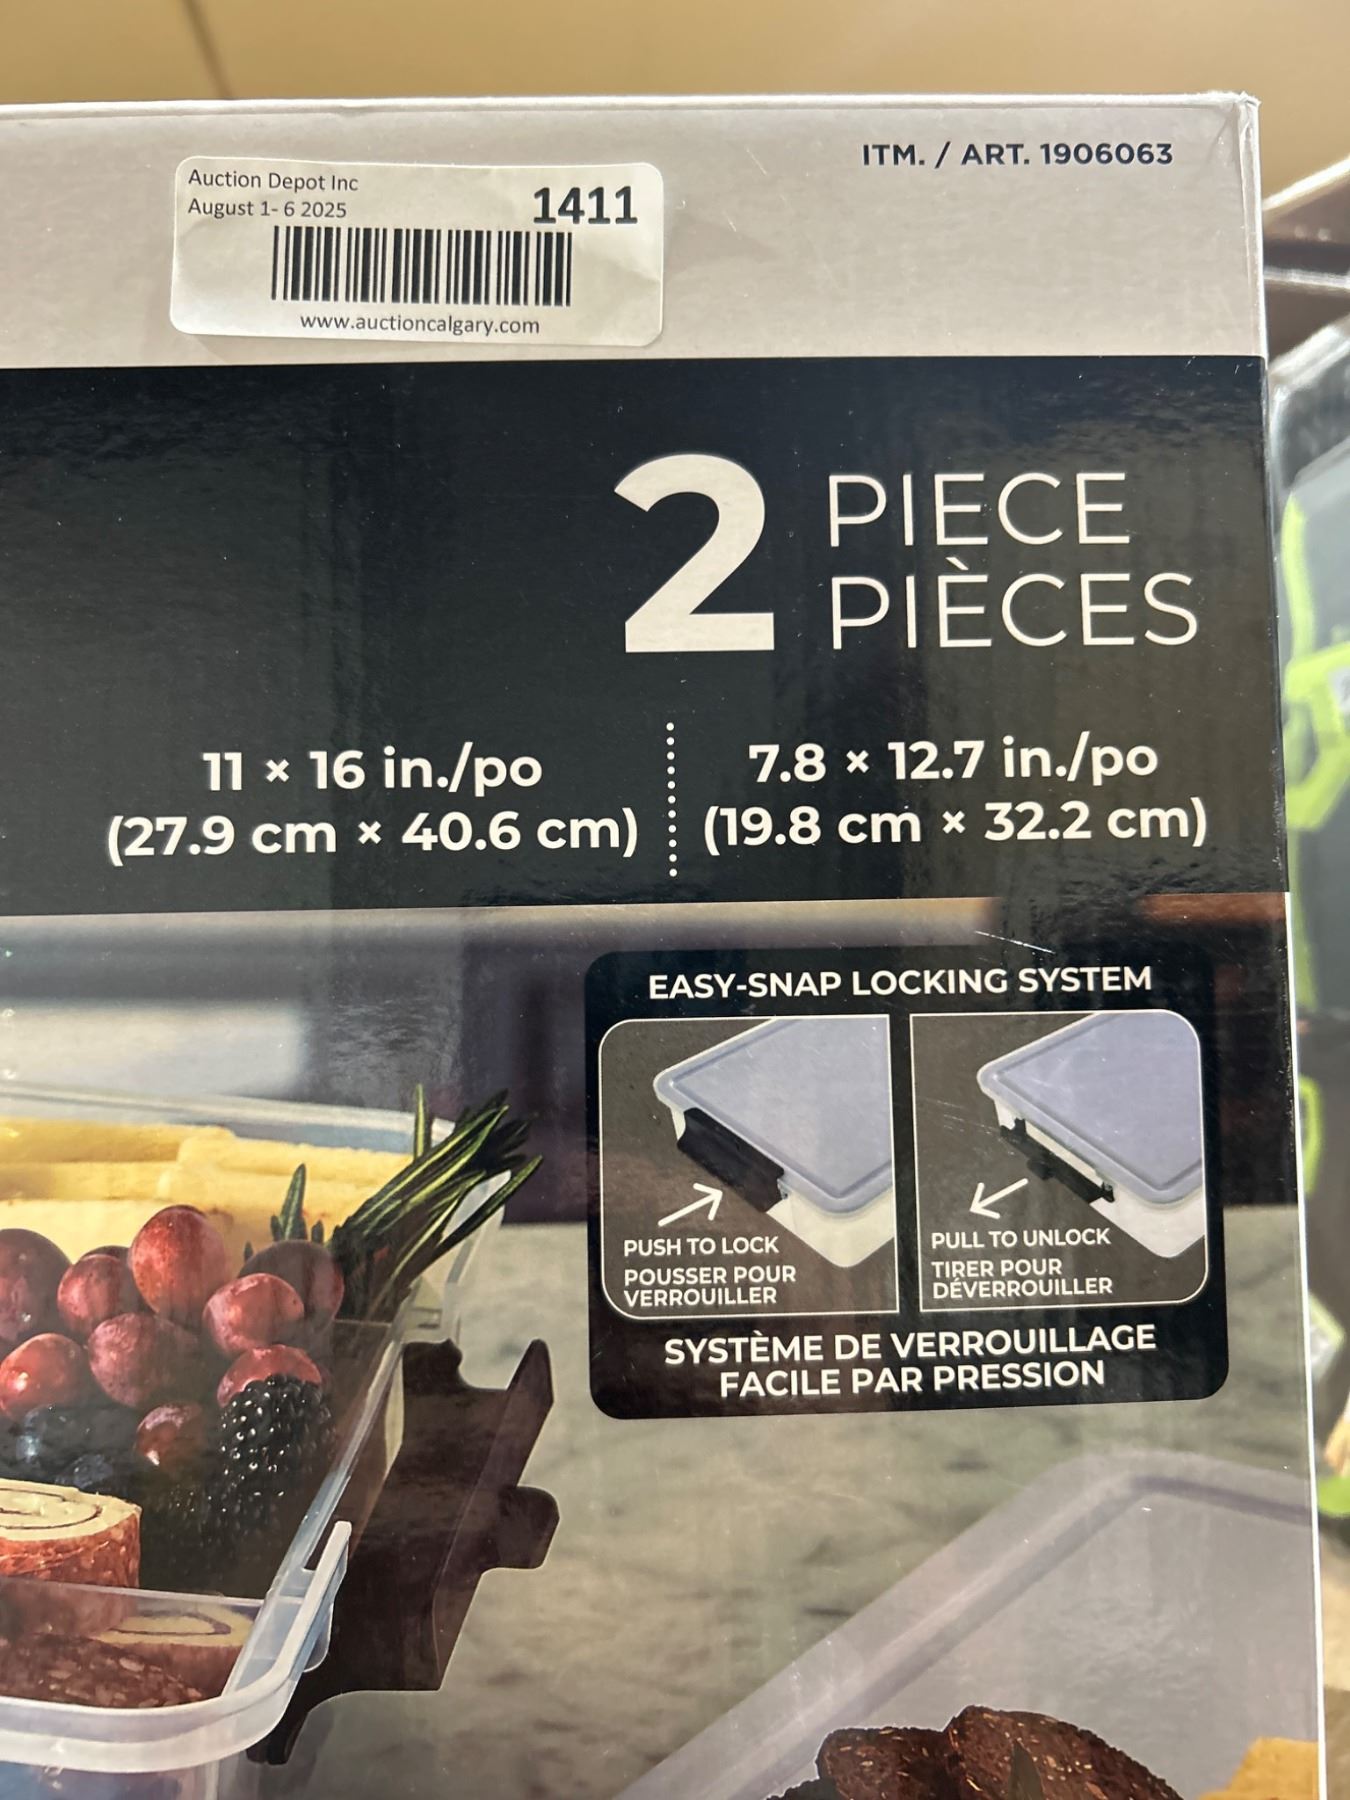 ITM. / ART. 1906063
Auction Depot Inc
August 1- 6 2025
1411
www.auctioncalgary.com
2 PIECE
PIÈCES
11 × 16 in./po
(27.9 cm × 40.6 cm)
7.8 × 12.7 in./po
(19.8 cm × 32.2 cm)
EASY-SNAP LOCKING SYSTEM
PUSH TO LOCK
POUSSER POUR
VERROUILLER
PULL TO UNLOCK
TIRER POUR
DÉVERROUILLER
SYSTÈME DE VERROUILLAGE
FACILE PAR PRESSION